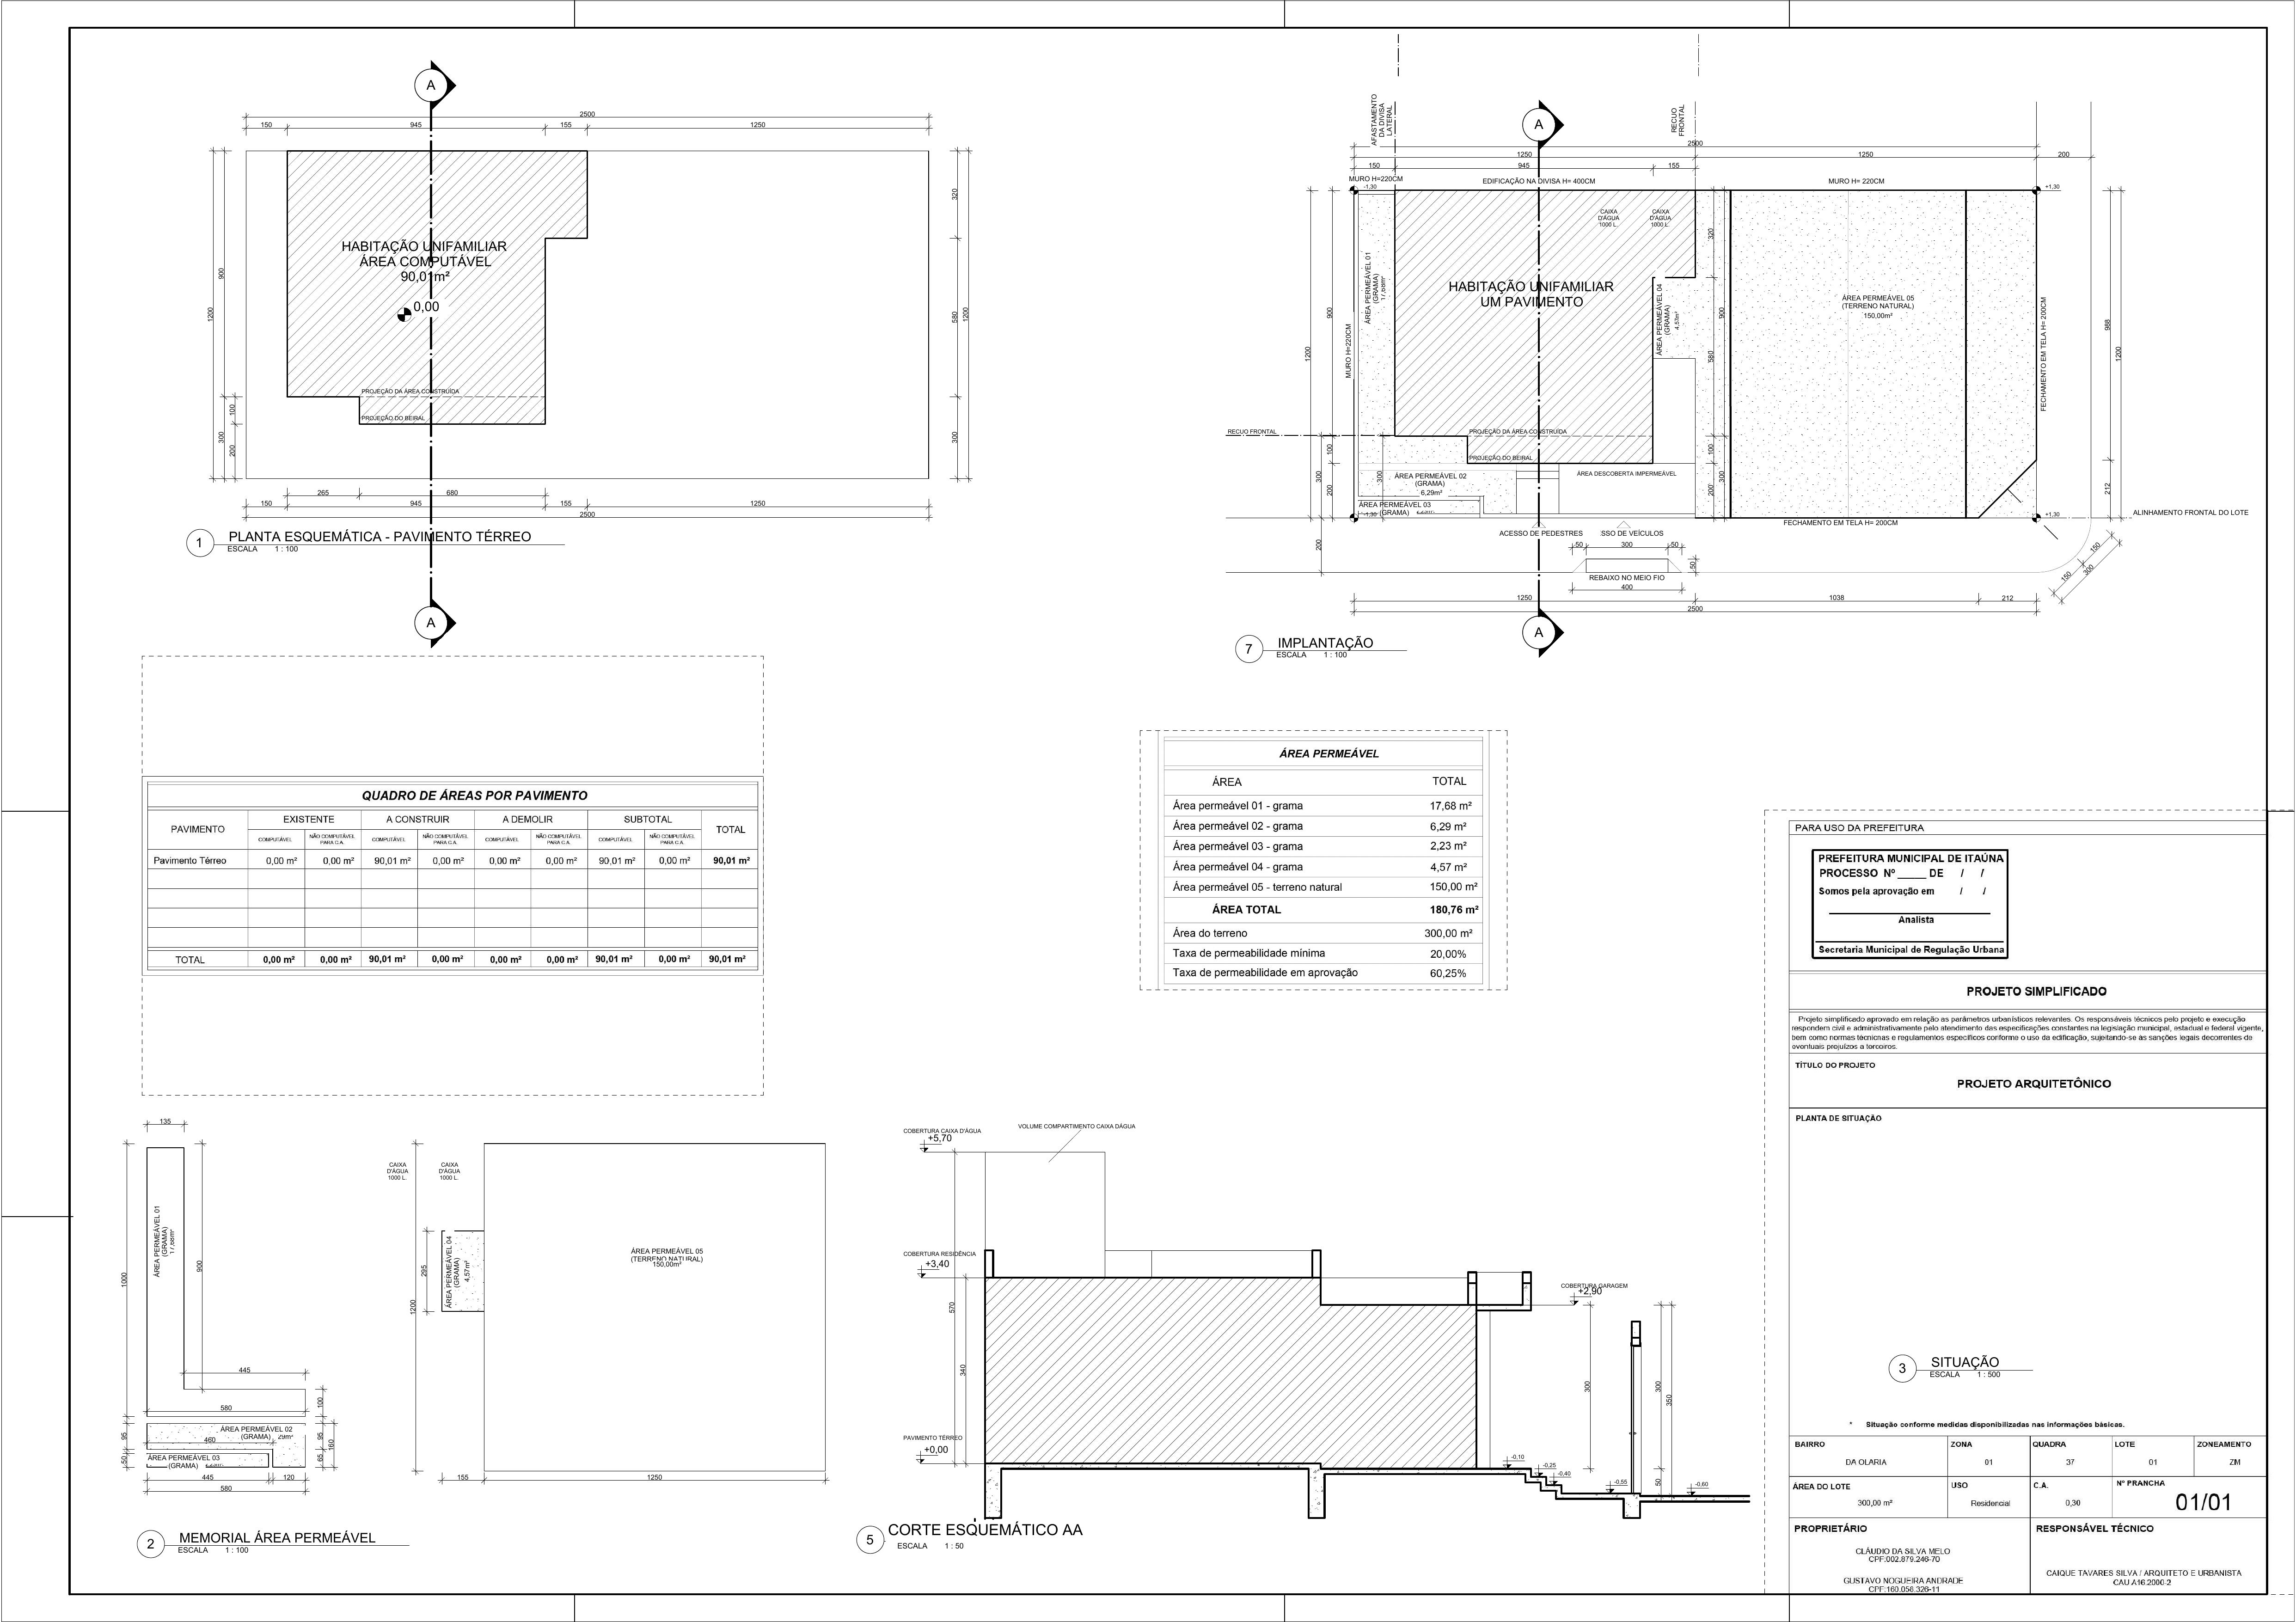 A
2500
150
945
155
1250
1200
900
300
100
200
320
580
300
1200
HABITAÇÃO UNIFAMILIAR
ÁREA COMPUTÁVEL
90,01m²
0,00
PROJEÇÃO DA ÁREA CONSTRUÍDA
PROJEÇÃO DO BEIRAL
265
680
150
945
155
1250
2500
1
PLANTA ESQUEMÁTICA - PAVIMENTO TÉRREO
ESCALA 1 : 100
A
AFASTAMENTO
DA DIVISA
LATERAL
A
RECUO
FRONTAL
2500
1250
1250
200
150
945
155
MURO H=220CM
-1,30
EDIFICAÇÃO NA DIVISA H= 400CM
MURO H= 220CM
+1,30
CAIXA
D'ÁGUA
1000 L.
CAIXA
D'ÁGUA
1000 L.
ÁREA PERMEÁVEL 01
(GRAMA)
17,68m²
HABITAÇÃO UNIFAMILIAR
UM PAVIMENTO
ÁREA PERMEÁVEL 04
(GRAMA)
4,57m²
ÁREA PERMEÁVEL 05
(TERRENO NATURAL)
150,00m²
MURO H=220CM
FECHAMENTO EM TELA H= 200CM
1200
900
320
580
900
988
1200
212
RECUO FRONTAL
PROJEÇÃO DA ÁREA CONSTRUÍDA
PROJEÇÃO DO BEIRAL
300
100
200
300
100
200
300
ÁREA PERMEÁVEL 02
(GRAMA)
6,29m²
ÁREA DESCOBERTA IMPERMEÁVEL
ÁREA PERMEÁVEL 03
(GRAMA)
-1,30
+1,30
ALINHAMENTO FRONTAL DO LOTE
FECHAMENTO EM TELA H= 200CM
ACESSO DE PEDESTRES
SSO DE VEÍCULOS
200
50
300
50
50
REBAIXO NO MEIO FIO
400
150
150
300
1250
1038
212
2500
A
7
IMPLANTAÇÃO
ESCALA 1 : 100
QUADRO DE ÁREAS POR PAVIMENTO
PAVIMENTO EXISTENTE A CONSTRUIR A DEMOLIR SUBTOTAL TOTAL
COMPUTÁVEL NÃO COMPUTÁVEL PARA C.A. COMPUTÁVEL NÃO COMPUTÁVEL PARA C.A. COMPUTÁVEL NÃO COMPUTÁVEL PARA C.A. COMPUTÁVEL NÃO COMPUTÁVEL PARA C.A.
Pavimento Térreo 0,00 m² 0,00 m² 90,01 m² 0,00 m² 0,00 m² 0,00 m² 90,01 m² 0,00 m² 90,01 m²
TOTAL 0,00 m² 0,00 m² 90,01 m² 0,00 m² 0,00 m² 0,00 m² 90,01 m² 0,00 m² 90,01 m²
ÁREA PERMEÁVEL
ÁREA TOTAL
Área permeável 01 - grama 17,68 m²
Área permeável 02 - grama 6,29 m²
Área permeável 03 - grama 2,23 m²
Área permeável 04 - grama 4,57 m²
Área permeável 05 - terreno natural 150,00 m²
ÁREA TOTAL 180,76 m²
Área do terreno 300,00 m²
Taxa de permeabilidade mínima 20,00%
Taxa de permeabilidade em aprovação 60,25%
135
1000
900
ÁREA PERMEÁVEL 01
(GRAMA)
17,68m²
445
580
100
ÁREA PERMEÁVEL 02
(GRAMA) 29m²
460
95
50
95
65
160
ÁREA PERMEÁVEL 03
(GRAMA)
445
120
580
CAIXA
D'ÁGUA
1000 L.
CAIXA
D'ÁGUA
1000 L.
295
1200
ÁREA PERMEÁVEL 04
(GRAMA)
4,57m²
ÁREA PERMEÁVEL 05
(TERRENO NATURAL)
150,00m²
155
1250
2
MEMORIAL ÁREA PERMEÁVEL
ESCALA 1 : 100
COBERTURA CAIXA D'ÁGUA
+5,70
VOLUME COMPARTIMENTO CAIXA DÁGUA
COBERTURA RESIDÊNCIA
+3,40
570
340
COBERTURA GARAGEM
+2,90
300
300
350
50
PAVIMENTO TÉRREO
+0,00
-0,10
-0,25
-0,40
-0,55
-0,60
5
CORTE ESQUEMÁTICO AA
ESCALA 1 : 50
PARA USO DA PREFEITURA
PREFEITURA MUNICIPAL DE ITAÚNA
PROCESSO Nº _____ DE / /
Somos pela aprovação em / /
Analista
Secretaria Municipal de Regulação Urbana
PROJETO SIMPLIFICADO
Projeto simplificado aprovado em relação as parâmetros urbanísticos relevantes. Os responsáveis técnicos pelo projeto e execução
respondem civil e administrativamente pelo atendimento das especificações constantes na legislação municipal, estadual e federal vigente,
bem como normas técnicnas e regulamentos específicos conforme o uso da edificação, sujeitando-se às sanções legais decorrentes de
eventuais prejuízos a terceiros.
TÍTULO DO PROJETO
PROJETO ARQUITETÔNICO
PLANTA DE SITUAÇÃO
3
SITUAÇÃO
ESCALA 1 : 500
* Situação conforme medidas disponibilizadas nas informações básicas.
BAIRRO ZONA QUADRA LOTE ZONEAMENTO
DA OLARIA 01 37 01 ZM
ÁREA DO LOTE USO C.A. Nº PRANCHA
300,00 m² Residencial 0,30 01/01
PROPRIETÁRIO RESPONSÁVEL TÉCNICO
CLÁUDIO DA SILVA MELO
CPF:002.879.246-70
GUSTAVO NOGUEIRA ANDRADE
CPF:160.056.326-11
CAIQUE TAVARES SILVA / ARQUITETO E URBANISTA
CAU A16.2006-2